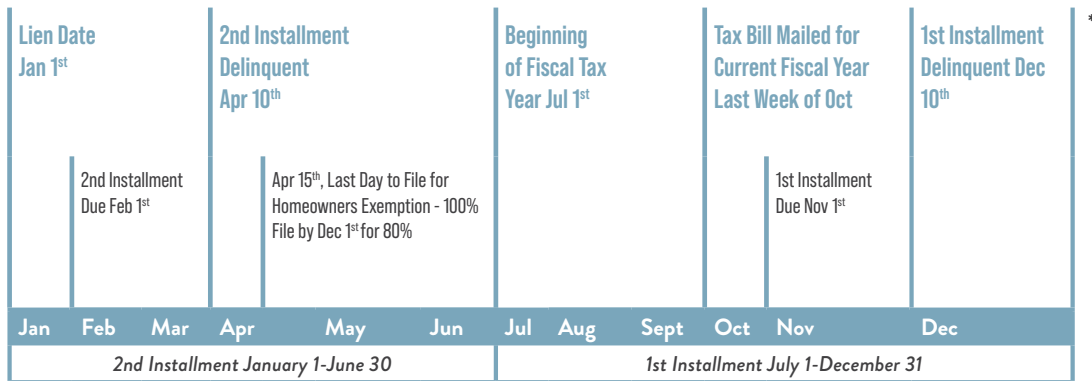 Lien Date
Jan 1st
2nd Installment
Delinquent
Apr 10th
Beginning
of Fiscal Tax
Year Jul 1st
Tax Bill Mailed for
Current Fiscal Year
Last Week of Oct
1st Installment
Delinquent Dec
10th
*
2nd Installment
Due Feb 1st
Apr 15th, Last Day to File for
Homeowners Exemption - 100%
File by Dec 1st for 80%
1st Installment
Due Nov 1st
Jan Feb Mar Apr May Jun Jul Aug Sept Oct Nov Dec
2nd Installment January 1-June 30
1st Installment July 1-December 31